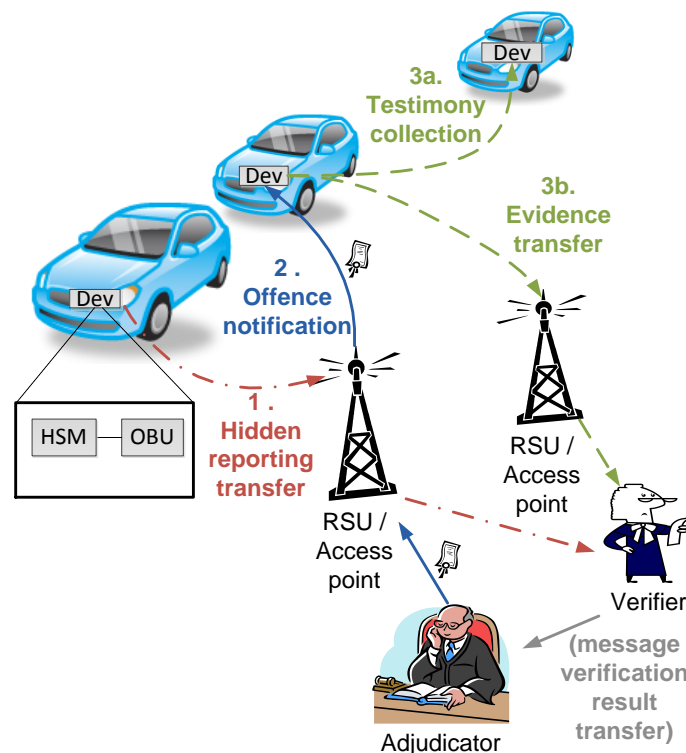 Dev
3a.
Testimony
collection
Dev
3b.
Evidence
transfer
2 .
Offence
notification
Dev
1 .
Hidden
reporting
transfer
HSM
OBU
RSU /
Access
point
RSU /
Access
point
Verifier
(message
verification
result
transfer)
Adjudicator